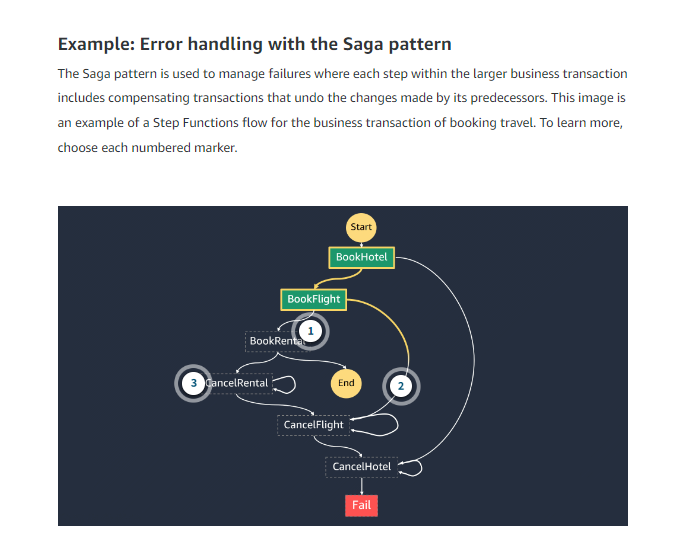 Example: Error handling with the Saga pattern
The Saga pattern is used to manage failures where each step within the larger business transaction
includes compensating transactions that undo the changes made by its predecessors. This image is
an example of a Step Functions flow for the business transaction of booking travel. To learn more,
choose each numbered marker.
Start
BookHotel
BookFlight
1
BookRental
3
CancelRental
End
2
CancelFlight
CancelHotel
Fail